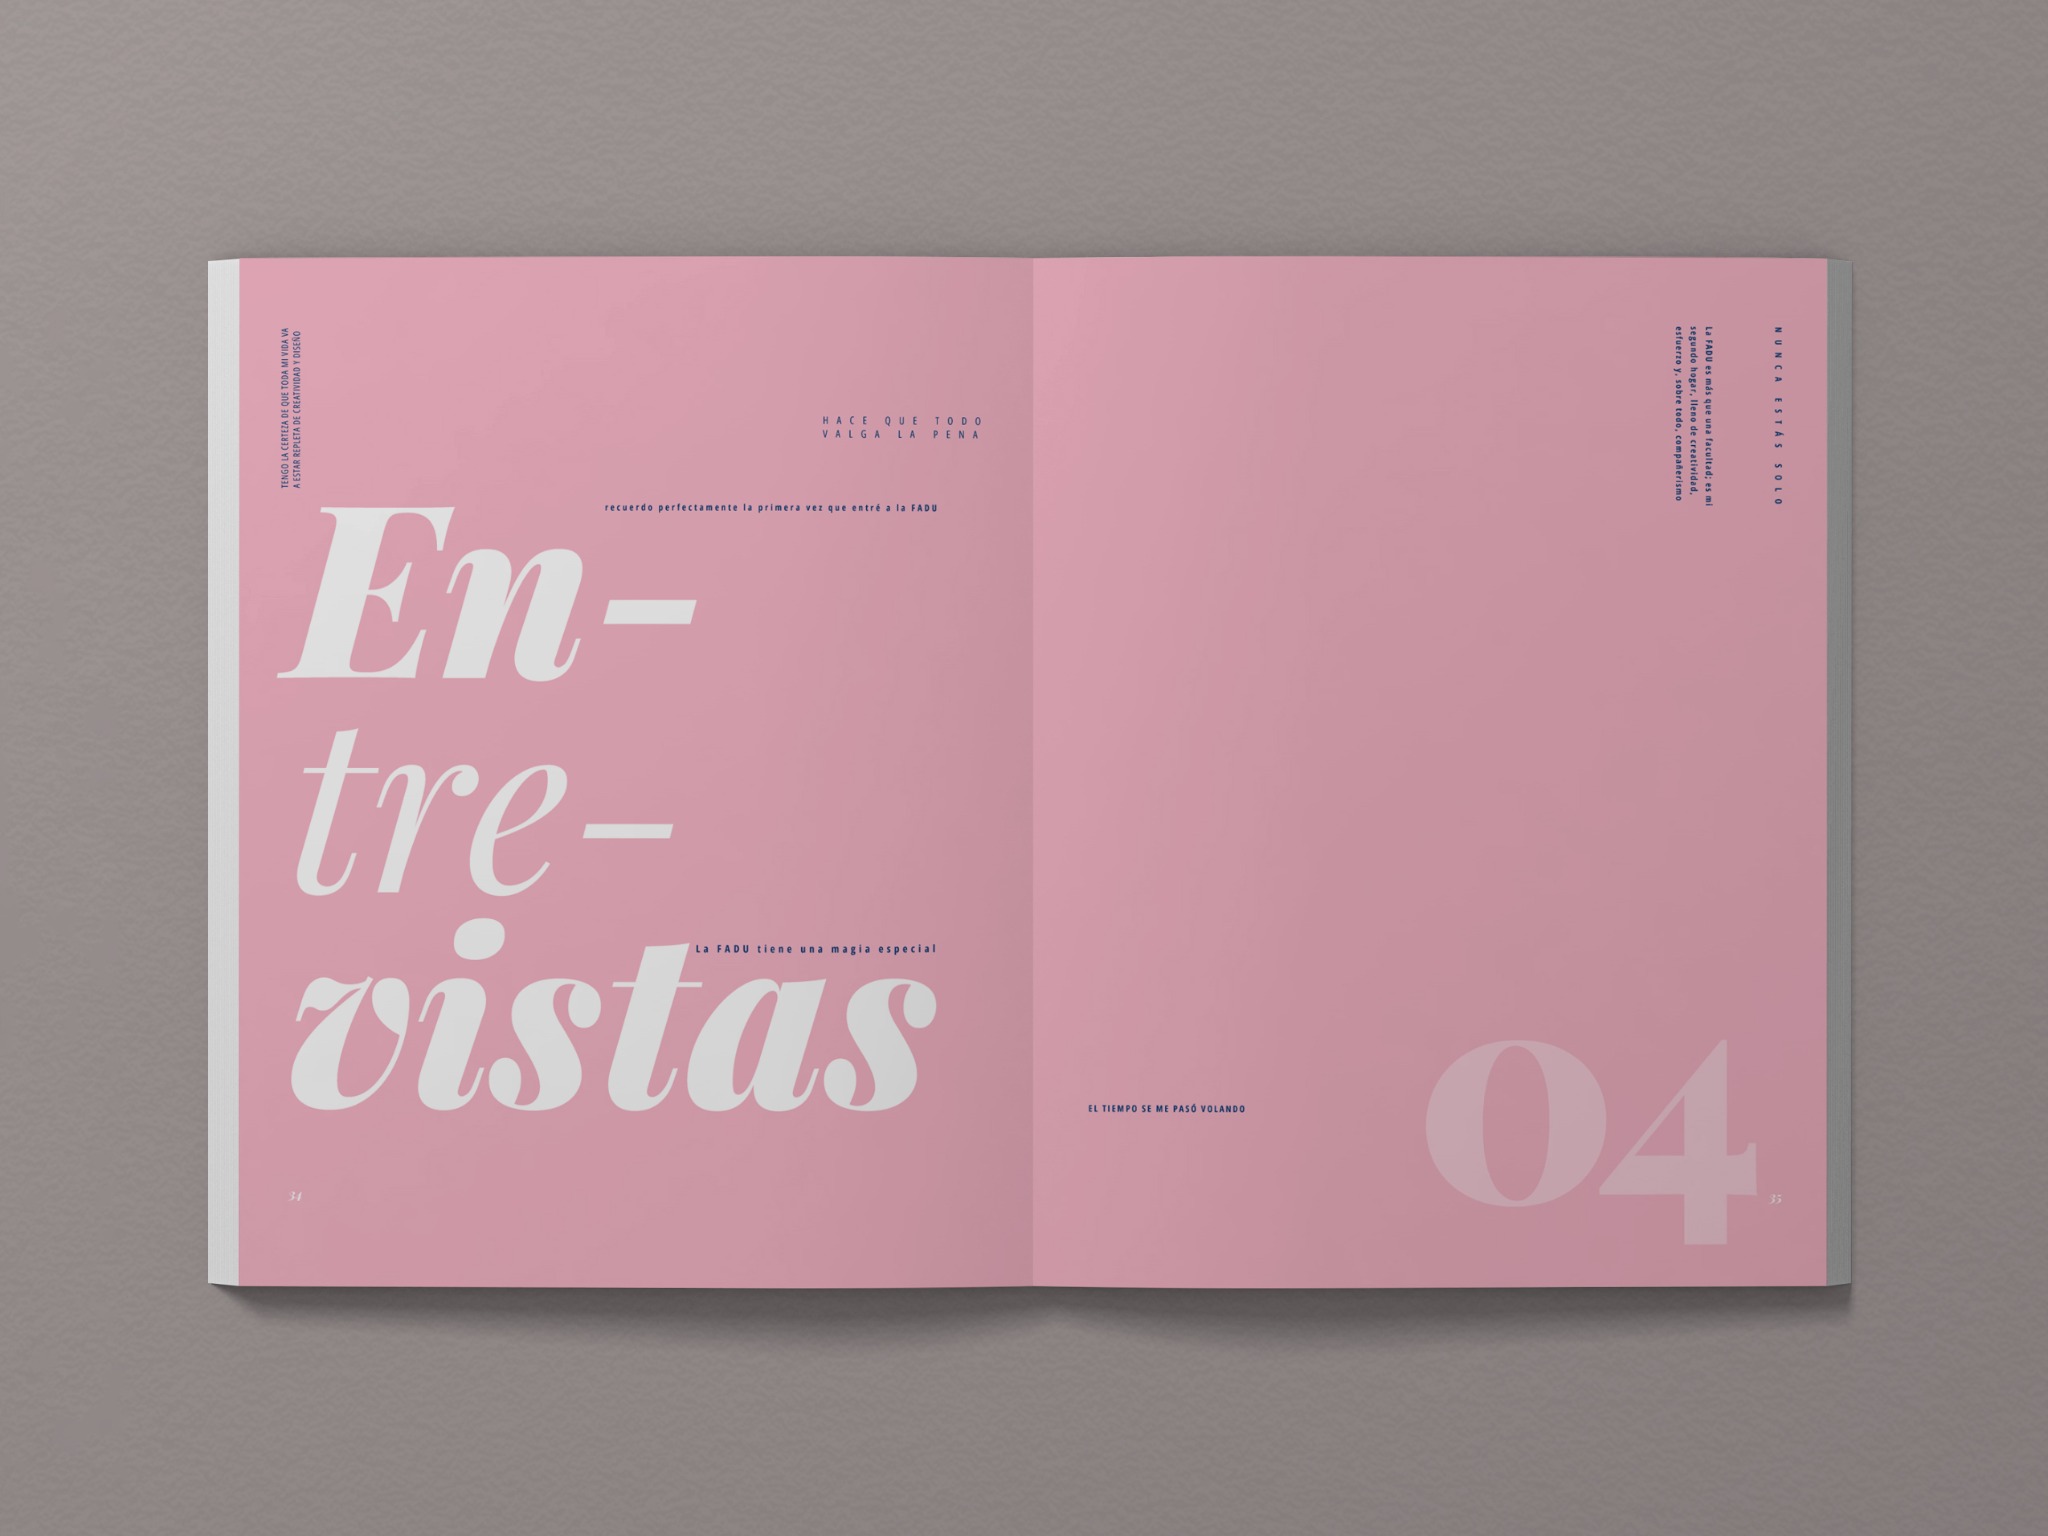 TENGO LA CERTEZA DE QUE TODA MI VIDA VA
A ESTAR REPLETA DE CREATIVIDAD Y DISEÑO
HACE QUE TODO
VALGA LA PENA
recuerdo perfectamente la primera vez que entré a la FADU
En-
tre-
La FADU tiene una magia especial
vistas
34
NUNCA ESTÁS SOLO
La FADU es más que una facultad; es mi
segundo hogar, lleno de creatividad,
esfuerzo y, sobre todo, compañerismo
EL TIEMPO SE ME PASÓ VOLANDO
04
35